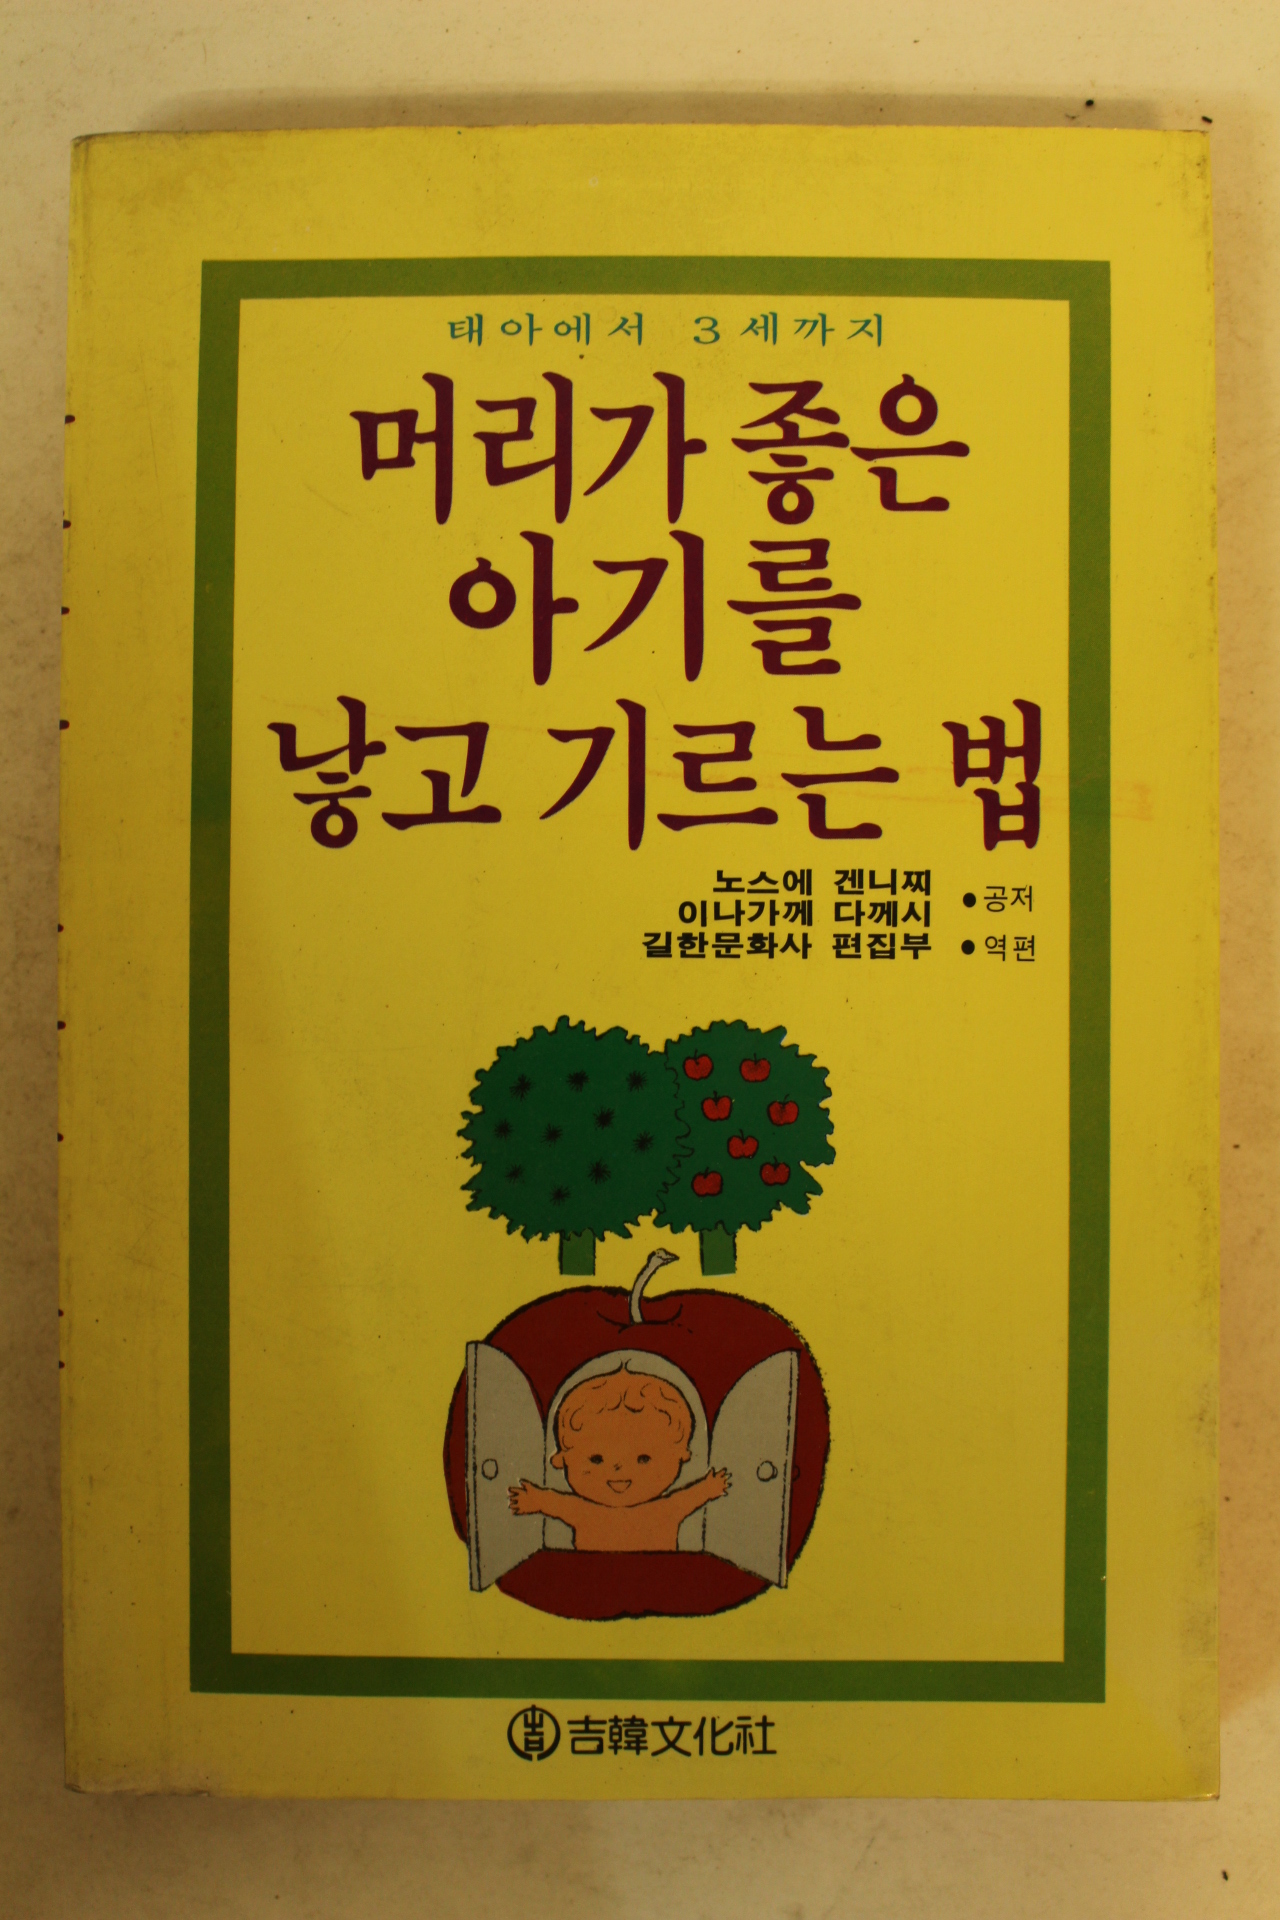 태아에서 3세까지
머리가 좋은
아기를
낳고 기르는 법
노스에 겐니찌
이나가께 다께시 • 공저
길한문화사 편집부 • 역편
吉韓文化社